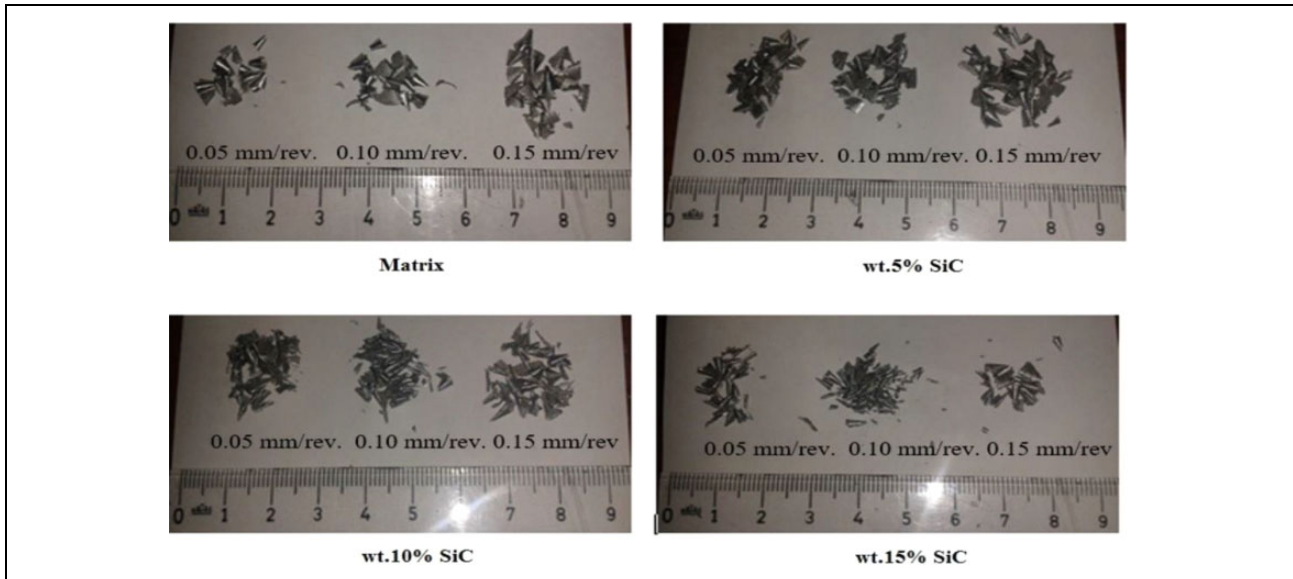 0.05 mm/rev. 0.10 mm/rev. 0.15 mm/rev
0 1 2 3 4 5 6 7 8 9
Matrix
0.05 mm/rev. 0.10 mm/rev. 0.15 mm/rev
0 1 2 3 4 5 6 7 8 9
wt.5% SiC
0.05 mm/rev. 0.10 mm/rev. 0.15 mm/rev
0 1 2 3 4 5 7 8 9
wt.10% SiC
0.05 mm/rev. 0.10 mm/rev. 0.15 mm/rev
0 1 2 3 4 5 6 7 8 9
wt.15% SiC